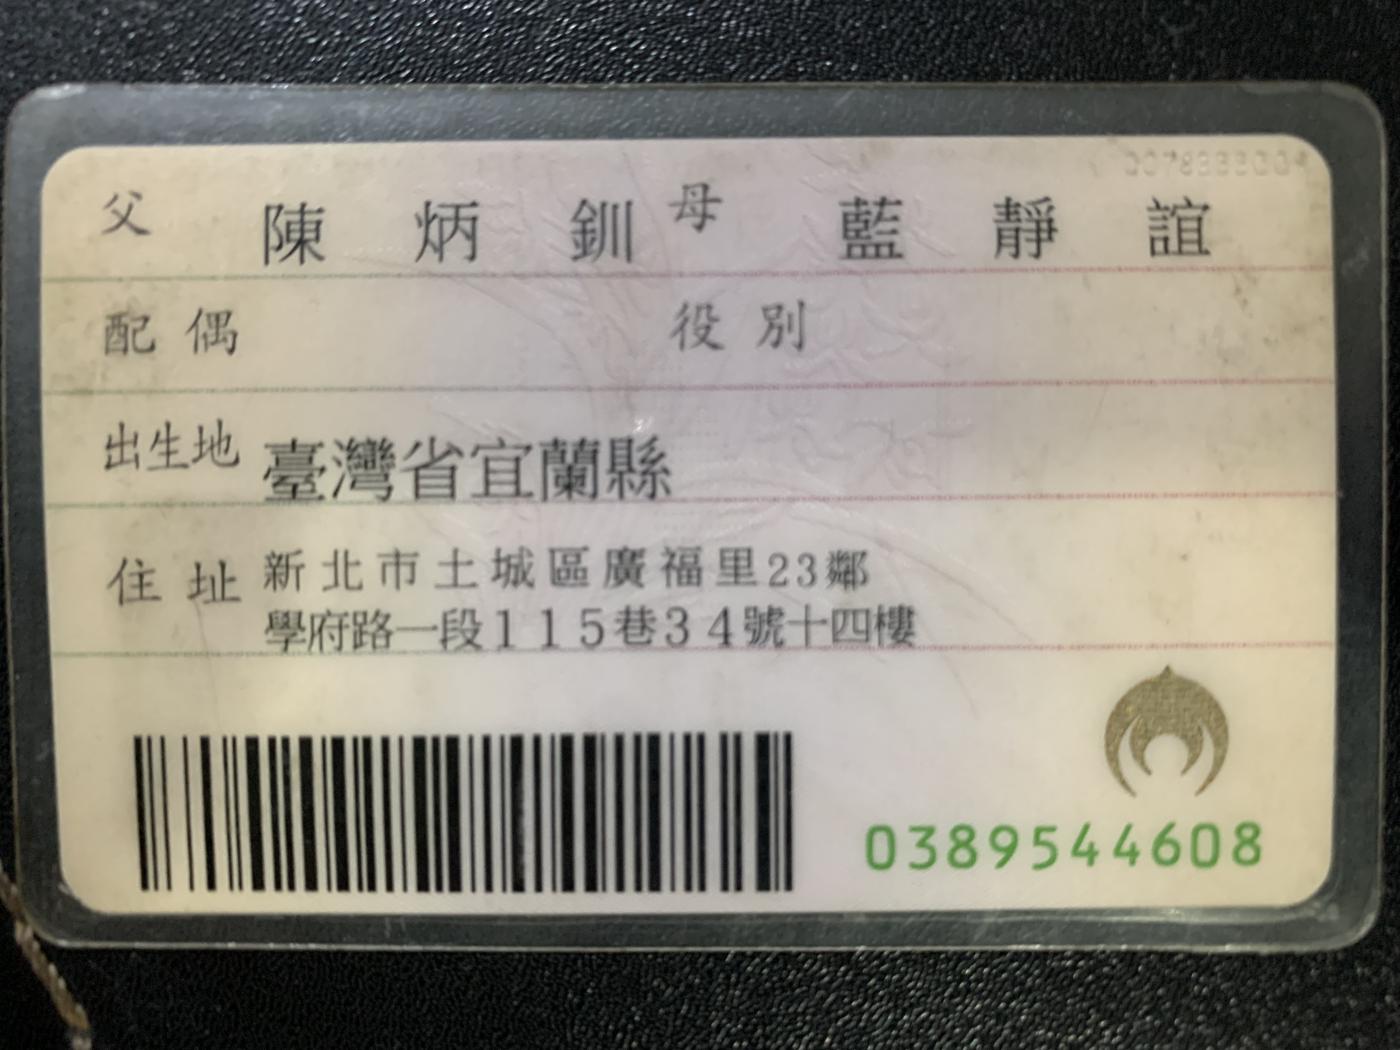 父 陳炳釧 母 藍靜誼
配偶 役別
出生地 臺灣省宜蘭縣
住址 新北市土城區廣福里23鄰
學府路一段115巷34號十四樓
0389544608